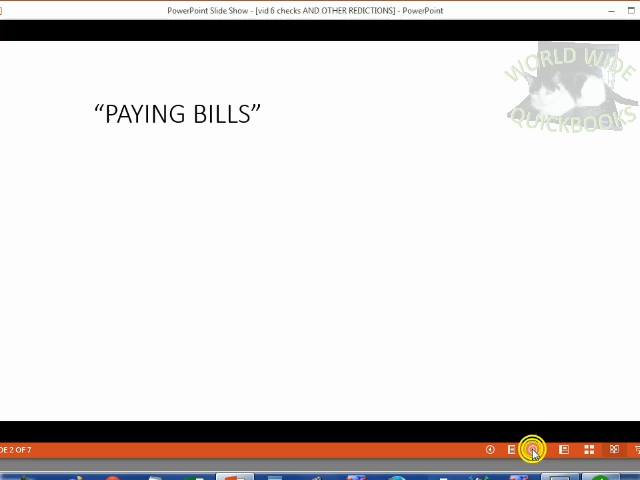 PowerPoint Slide Show - [vid 6 checks AND OTHER REDICTIONS] - PowerPoint
WORLD WIDE
QUICKBOOKS
“PAYING BILLS”
DE 2 OF 7